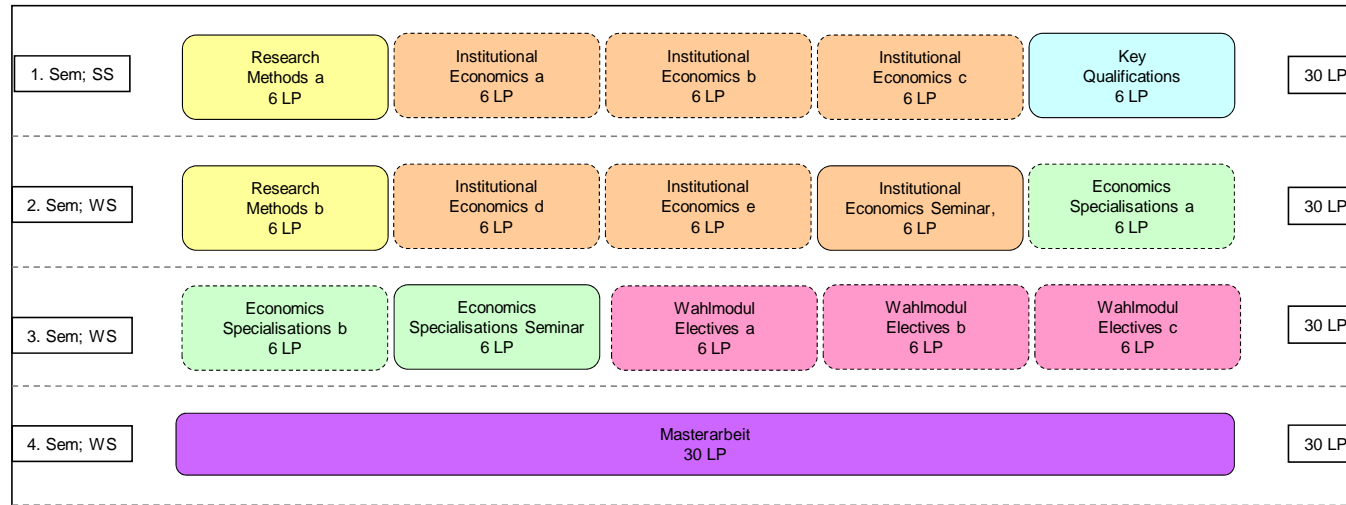 1. Sem; SS
Research
Methods a
6 LP
Institutional
Economics a
6 LP
Institutional
Economics b
6 LP
Institutional
Economics c
6 LP
Key
Qualifications
6 LP
30 LP
2. Sem; WS
Research
Methods b
6 LP
Institutional
Economics d
6 LP
Institutional
Economics e
6 LP
Institutional
Economics Seminar,
6 LP
Economics
Specialisations a
6 LP
30 LP
3. Sem; WS
Economics
Specialisations b
6 LP
Economics
Specialisations Seminar
6 LP
Wahlmodul
Electives a
6 LP
Wahlmodul
Electives b
6 LP
Wahlmodul
Electives c
6 LP
30 LP
4. Sem; WS
Masterarbeit
30 LP
30 LP